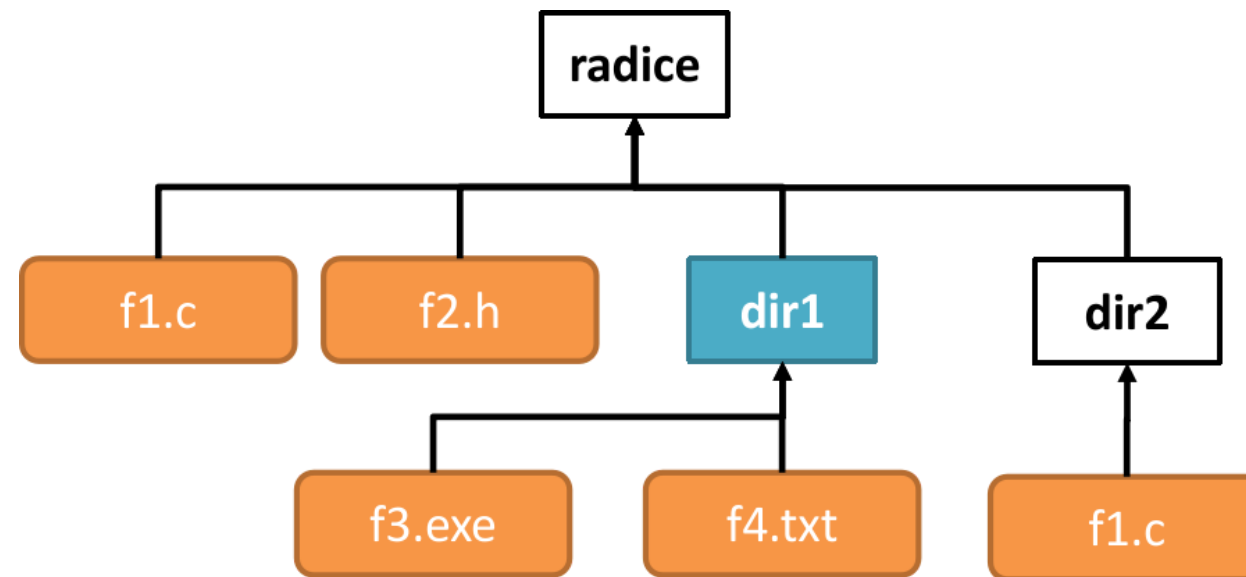 radice
f1.c
f2.h
dir1
dir2
f3.exe
f4.txt
f1.c